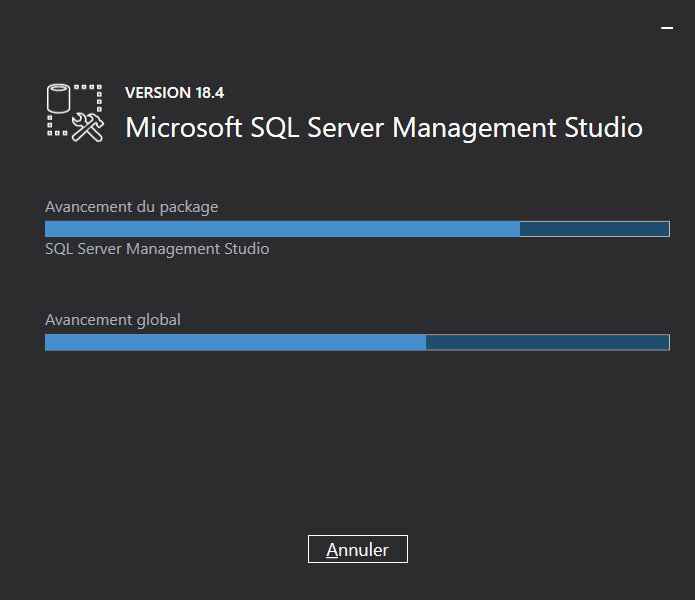 VERSION 18.4
Microsoft SQL Server Management Studio
Avancement du package
SQL Server Management Studio
Avancement global
Annuler